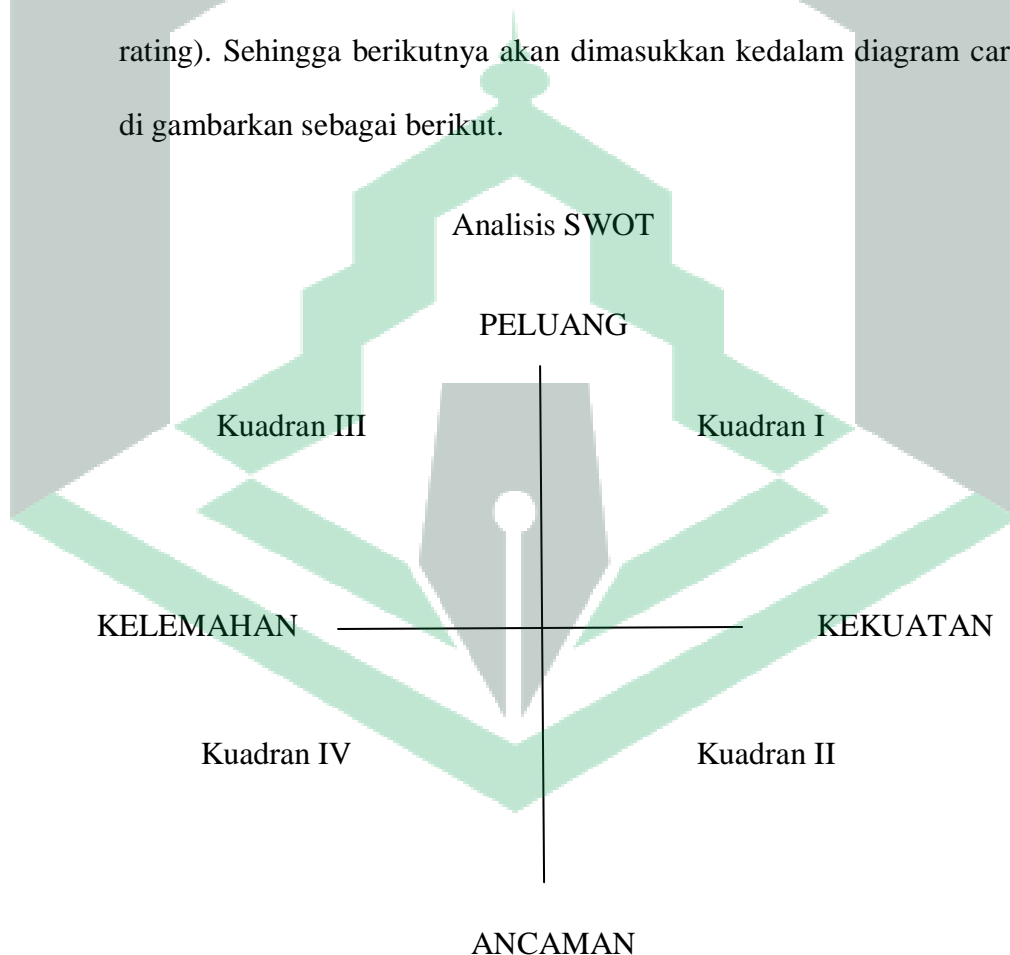 rating). Sehingga berikutnya akan dimasukkan kedalam diagram car
di gambarkan sebagai berikut.
Analisis SWOT
PELUANG
Kuadran III Kuadran I
KELEMAHAN KEKUATAN
Kuadran IV Kuadran II
ANCAMAN